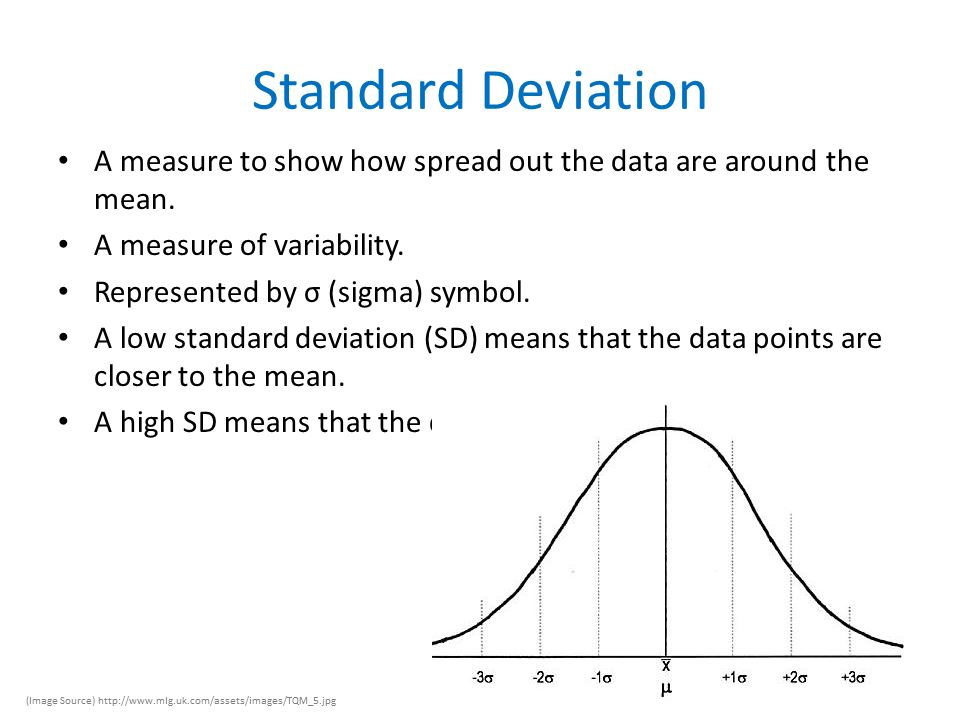 Standard Deviation
• A measure to show how spread out the data are around the
mean.
• A measure of variability.
• Represented by σ (sigma) symbol.
• A low standard deviation (SD) means that the data points are
closer to the mean.
• A high SD means that the
-3σ -2σ -1σ x̅ +1σ +2σ +3σ
μ
(Image Source) http://www.mlg.uk.com/assets/images/TQM_5.jpg